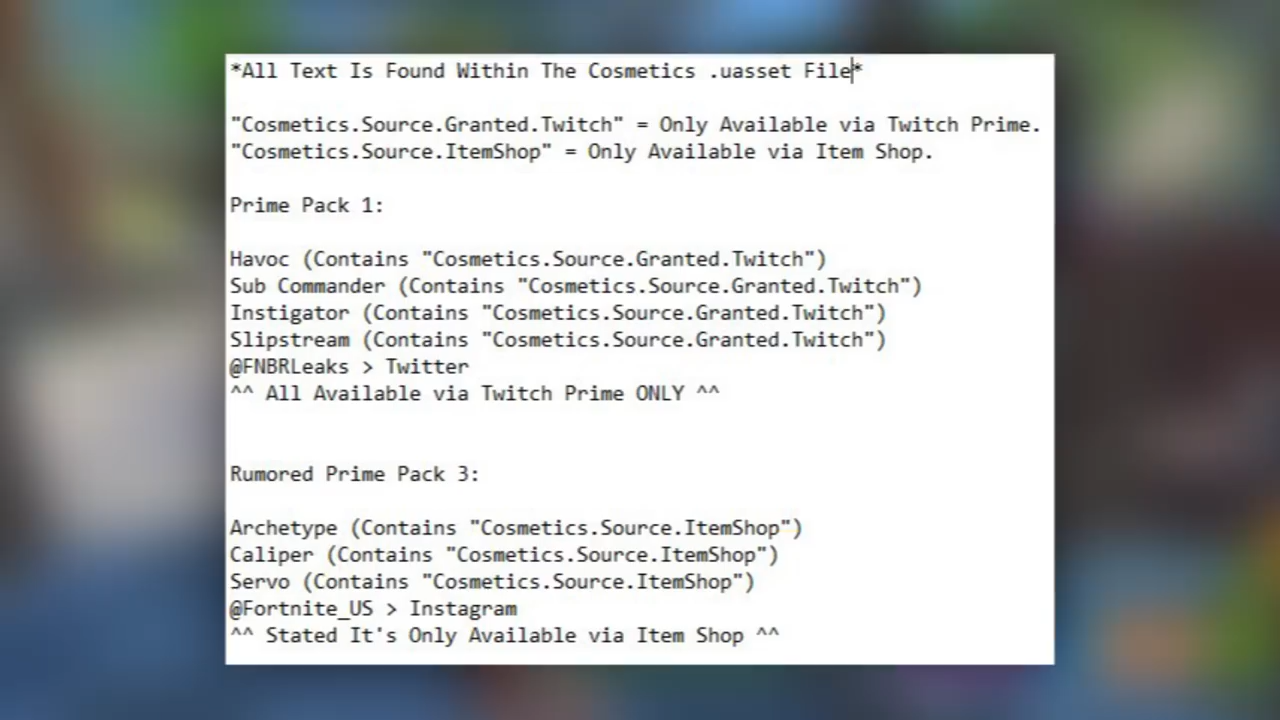 *All Text Is Found Within The Cosmetics .uasset File*
"Cosmetics.Source.Granted.Twitch" = Only Available via Twitch Prime.
"Cosmetics.Source.ItemShop" = Only Available via Item Shop.
Prime Pack 1:
Havoc (Contains "Cosmetics.Source.Granted.Twitch")
Sub Commander (Contains "Cosmetics.Source.Granted.Twitch")
Instigator (Contains "Cosmetics.Source.Granted.Twitch")
Slipstream (Contains "Cosmetics.Source.Granted.Twitch")
@FNBRLeaks > Twitter
^^ All Available via Twitch Prime ONLY ^^
Rumored Prime Pack 3:
Archetype (Contains "Cosmetics.Source.ItemShop")
Caliper (Contains "Cosmetics.Source.ItemShop")
Servo (Contains "Cosmetics.Source.ItemShop")
@Fortnite_US > Instagram
^^ Stated It's Only Available via Item Shop ^^